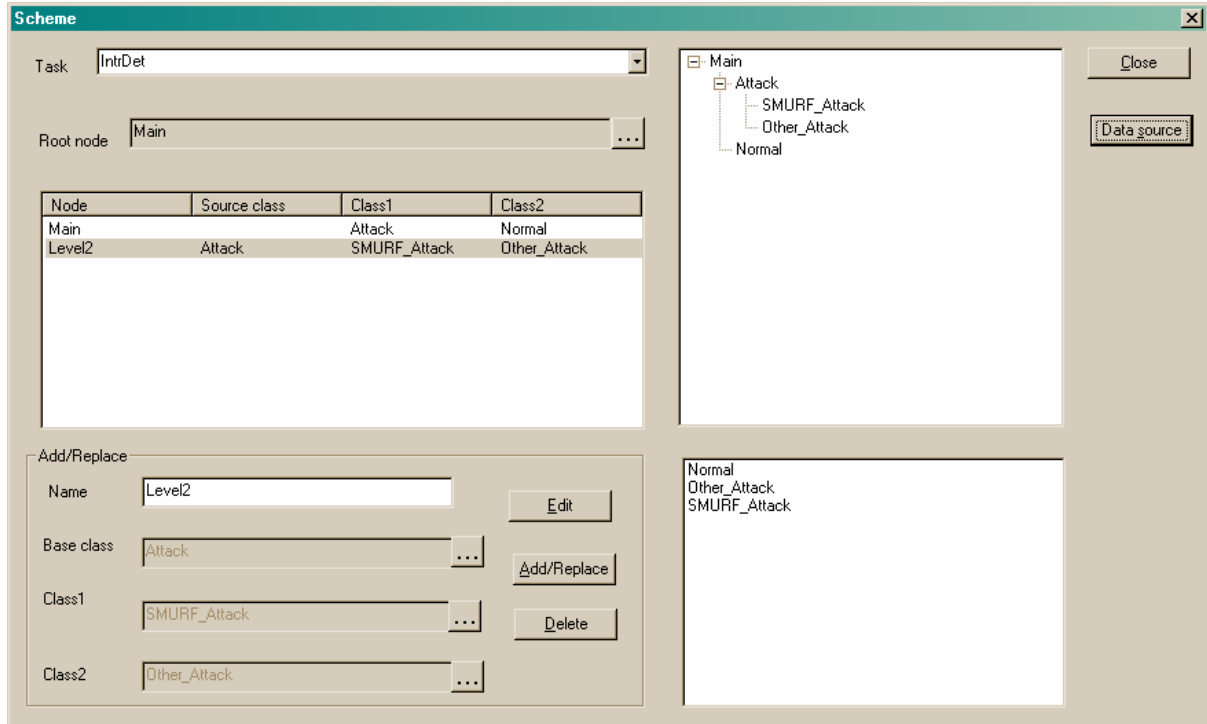 Scheme
Task IntrDet
Root node Main ...
Node Source class Class1 Class2
Main Attack Normal
Level2 Attack SMURF_Attack Other_Attack
Add/Replace
Name Level2
Edit
Base class Attack ...
Add/Replace
Class1 SMURF_Attack ...
Delete
Class2 Other_Attack ...
Main
Attack
SMURF_Attack
Other_Attack
Normal
Normal
Other_Attack
SMURF_Attack
Close
Data source